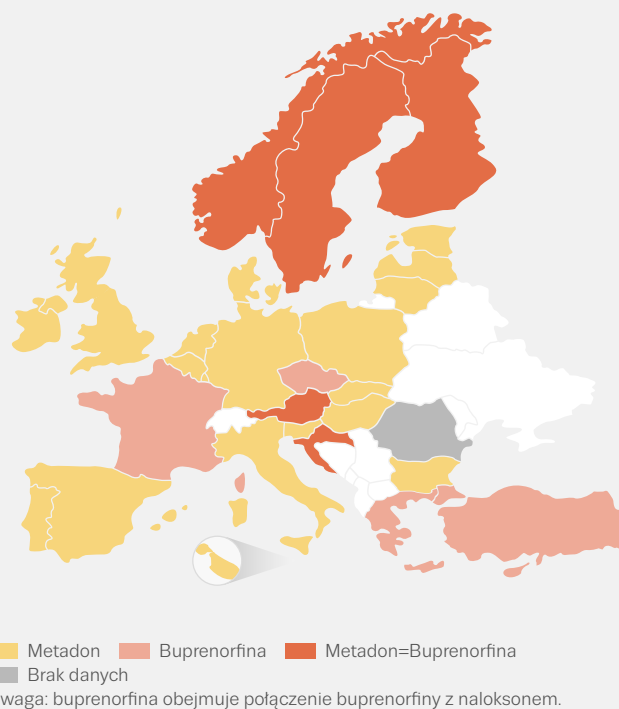 Metadon Buprenorfina Metadon=Buprenorfina
Brak danych
waga: buprenorfina obejmuje połączenie buprenorfiny z naloksonem.